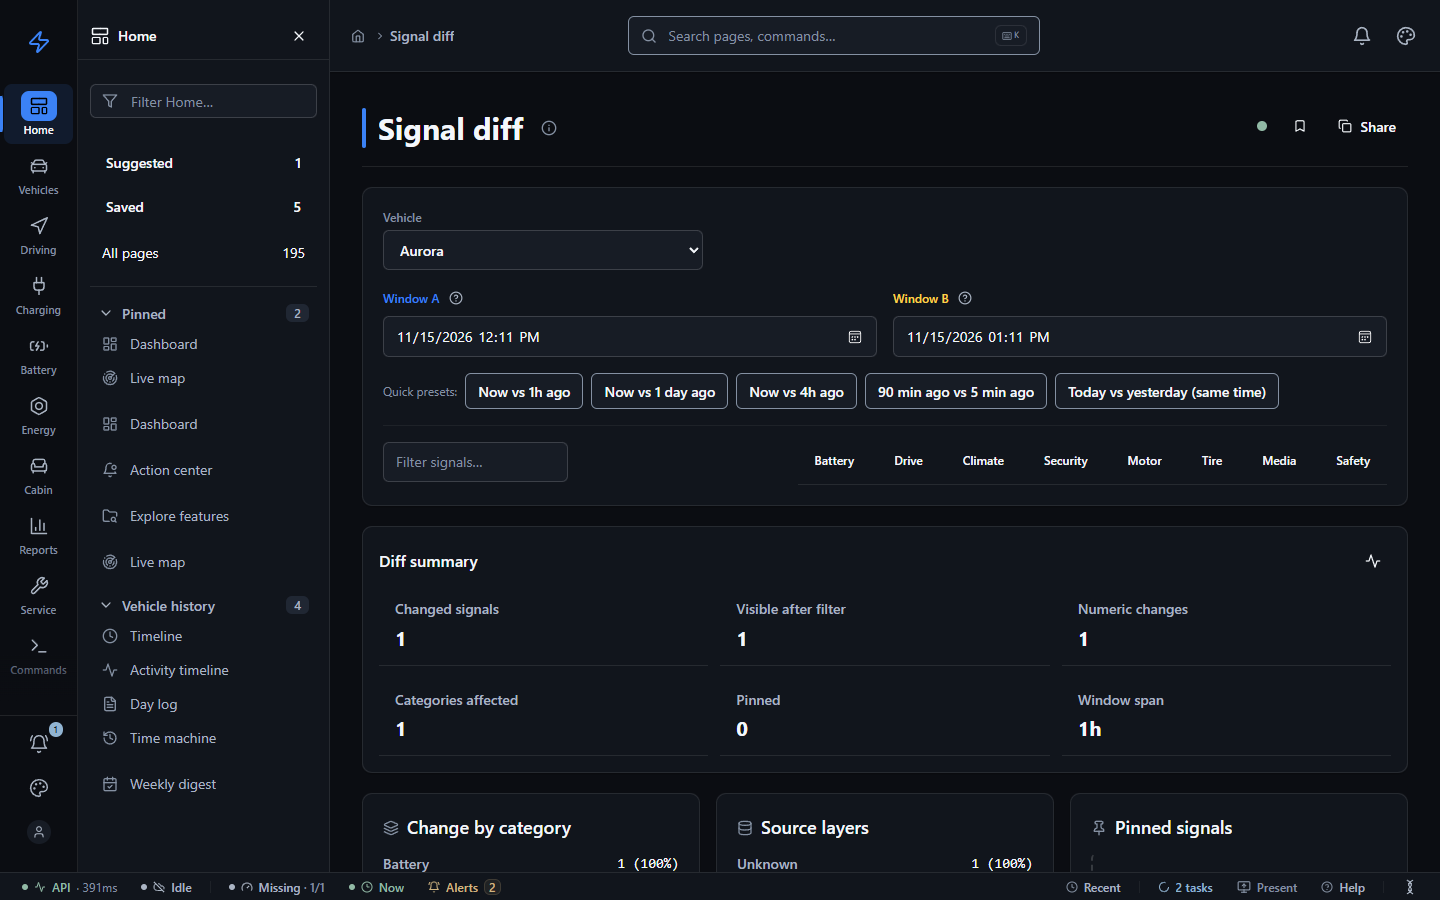 Home
Signal diff
Search pages, commands...
K
Home
Vehicles
Driving
Charging
Battery
Energy
Cabin
Reports
Service
Commands
1
Filter Home...
Suggested 1
Saved 5
All pages 195
Pinned 2
Dashboard
Live map
Dashboard
Action center
Explore features
Live map
Vehicle history 4
Timeline
Activity timeline
Day log
Time machine
Weekly digest
Signal diff
Share
Vehicle
Aurora
Window A
Window B
11/15/2026 12:11 PM
11/15/2026 01:11 PM
Quick presets: Now vs 1h ago Now vs 1 day ago Now vs 4h ago 90 min ago vs 5 min ago Today vs yesterday (same time)
Filter signals...
Battery Drive Climate Security Motor Tire Media Safety
Diff summary
Changed signals Visible after filter Numeric changes
1 1 1
Categories affected Pinned Window span
1 0 1h
Change by category
Battery 1 (100%)
Source layers
Unknown 1 (100%)
Pinned signals
API · 391ms Idle Missing · 1/1 Now Alerts 2 Recent 2 tasks Present Help